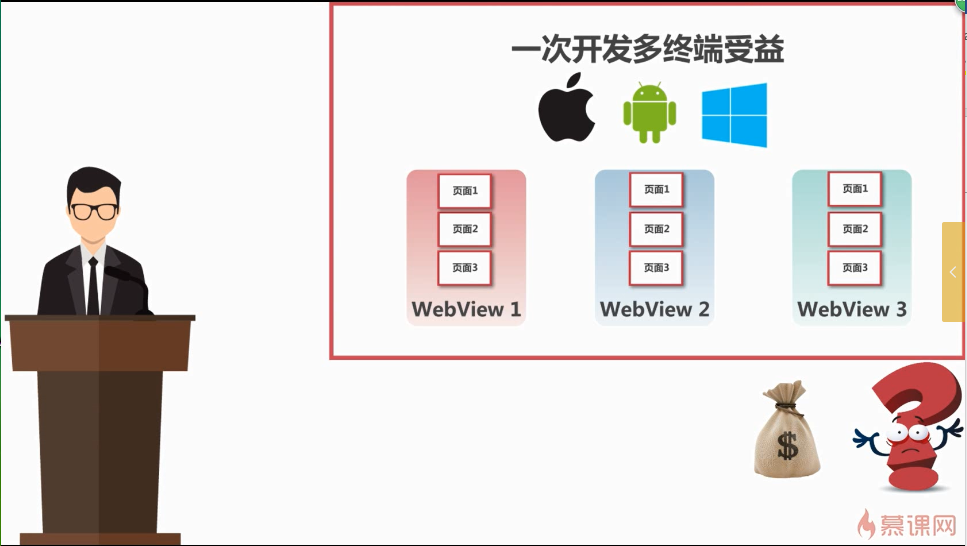 一次开发多终端受益
页面1
页面2
页面3
WebView 1
页面1
页面2
页面3
WebView 2
页面1
页面2
页面3
WebView 3
$
慕课网